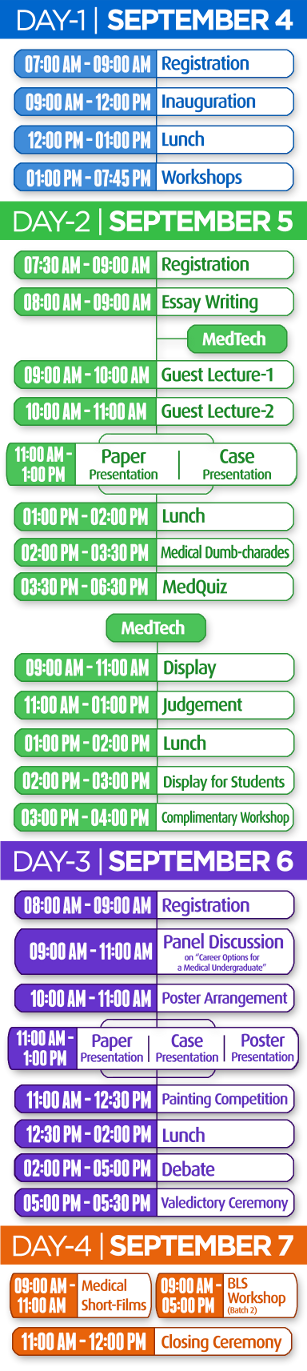 DAY-1 | SEPTEMBER 4
07:00 AM – 09:00 AM Registration
09:00 AM – 12:00 PM Inauguration
12:00 PM – 01:00 PM Lunch
01:00 PM – 07:45 PM Workshops
DAY-2 | SEPTEMBER 5
07:30 AM – 09:00 AM Registration
08:00 AM – 09:00 AM Essay Writing
MedTech
09:00 AM – 10:00 AM Guest Lecture-1
10:00 AM – 11:00 AM Guest Lecture-2
11:00 AM –
1:00 PM
Paper
Presentation
Case
Presentation
01:00 PM – 02:00 PM Lunch
02:00 PM – 03:30 PM Medical Dumb-charades
03:30 PM – 06:30 PM MedQuiz
MedTech
09:00 AM – 11:00 AM Display
11:00 AM – 01:00 PM Judgement
01:00 PM – 02:00 PM Lunch
02:00 PM – 03:00 PM Display for Students
03:00 PM – 04:00 PM Complimentary Workshop
DAY-3 | SEPTEMBER 6
08:00 AM – 09:00 AM Registration
09:00 AM – 11:00 AM Panel Discussion
on "Career Options for
a Medical Undergraduate"
10:00 AM – 11:00 AM Poster Arrangement
11:00 AM –
1:00 PM
Paper
Presentation
Case
Presentation
Poster
Presentation
11:00 AM – 12:30 PM Painting Competition
12:30 PM – 02:00 PM Lunch
02:00 PM – 05:00 PM Debate
05:00 PM – 05:30 PM Valedictory Ceremony
DAY-4 | SEPTEMBER 7
09:00 AM –
11:00 AM
Medical
Short-Films
09:00 AM –
05:00 PM
BLS
Workshop
(Batch 2)
11:00 AM – 12:00 PM Closing Ceremony